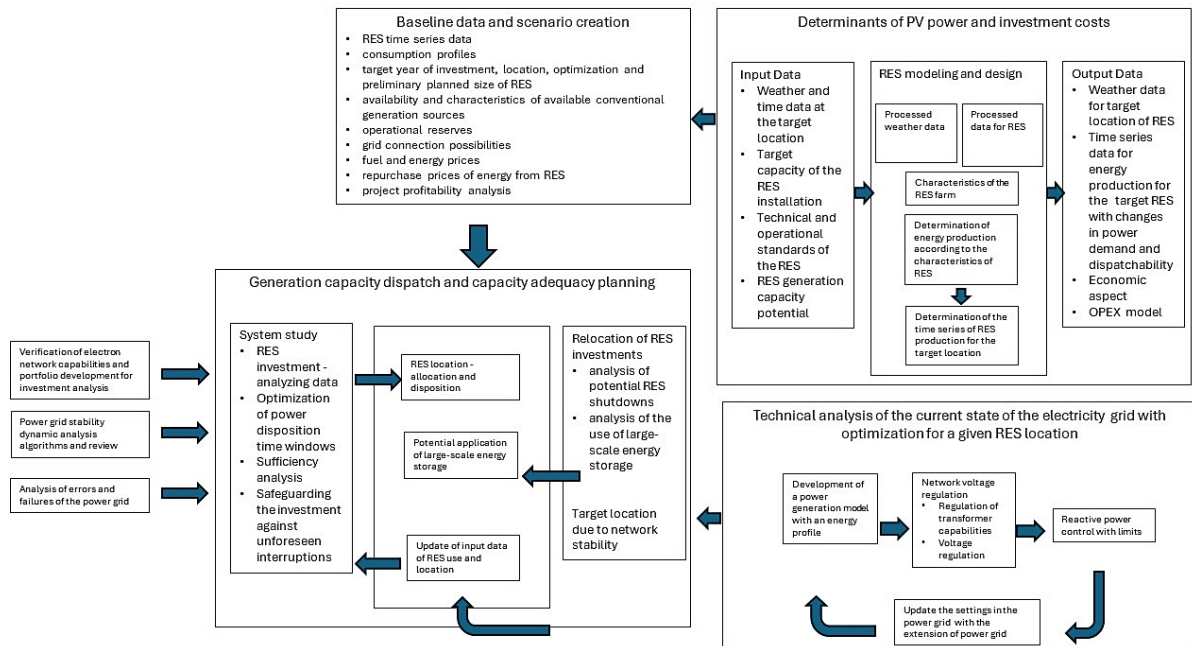 Baseline data and scenario creation
• RES time series data
• consumption profiles
• target year of investment, location, optimization and
preliminary planned size of RES
• availability and characteristics of available conventional
generation sources
• operational reserves
• grid connection possibilities
• fuel and energy prices
• repurchase prices of energy from RES
• project profitability analysis
Determinants of PV power and investment costs
Input Data
• Weather and
time data at
the target
location
• Target
capacity of
the RES
installation
• Technical and
operational
standards of
the RES
• RES generation
capacity
potential
RES modeling and design
Processed
weather data
Processed
data for RES
Characteristics of the
RES farm
Determination of
energy production
according to the
characteristics of
RES
Determination of the
time series of RES
production for the
target location
Output Data
• Weather data
for target
location of RES
• Time series
data for
energy
production for
the target RES
with changes
in power
demand and
dispatchability
• Economic
aspect
• OPEX model
Generation capacity dispatch and capacity adequacy planning
Verification of electron
network capabilities and
portfolio development for
investment analysis
Power grid stability
dynamic analysis
algorithms and review
Analysis of errors and
failures of the power grid
System study
• RES
investment -
analyzing data
• Optimization
of power
disposition
time windows
• Sufficiency
analysis
• Safeguarding
the investment
against
unforeseen
interruptions
RES location -
allocation and
disposition
Potential application
of large-scale energy
storage
Update of input data
of RES use and
location
Relocation of RES
investments
• analysis of
potential RES
shutdowns
• analysis of the
use of large-
scale energy
storage
Target location
due to network
stability
Technical analysis of the current state of the electricity grid with
optimization for a given RES location
Development of
a power
generation model
with an energy
profile
Network voltage
regulation
• Regulation of
transformer
capabilities
• Voltage
regulation
Reactive power
control with limits
Update the settings in the
power grid with the
extension of power grid